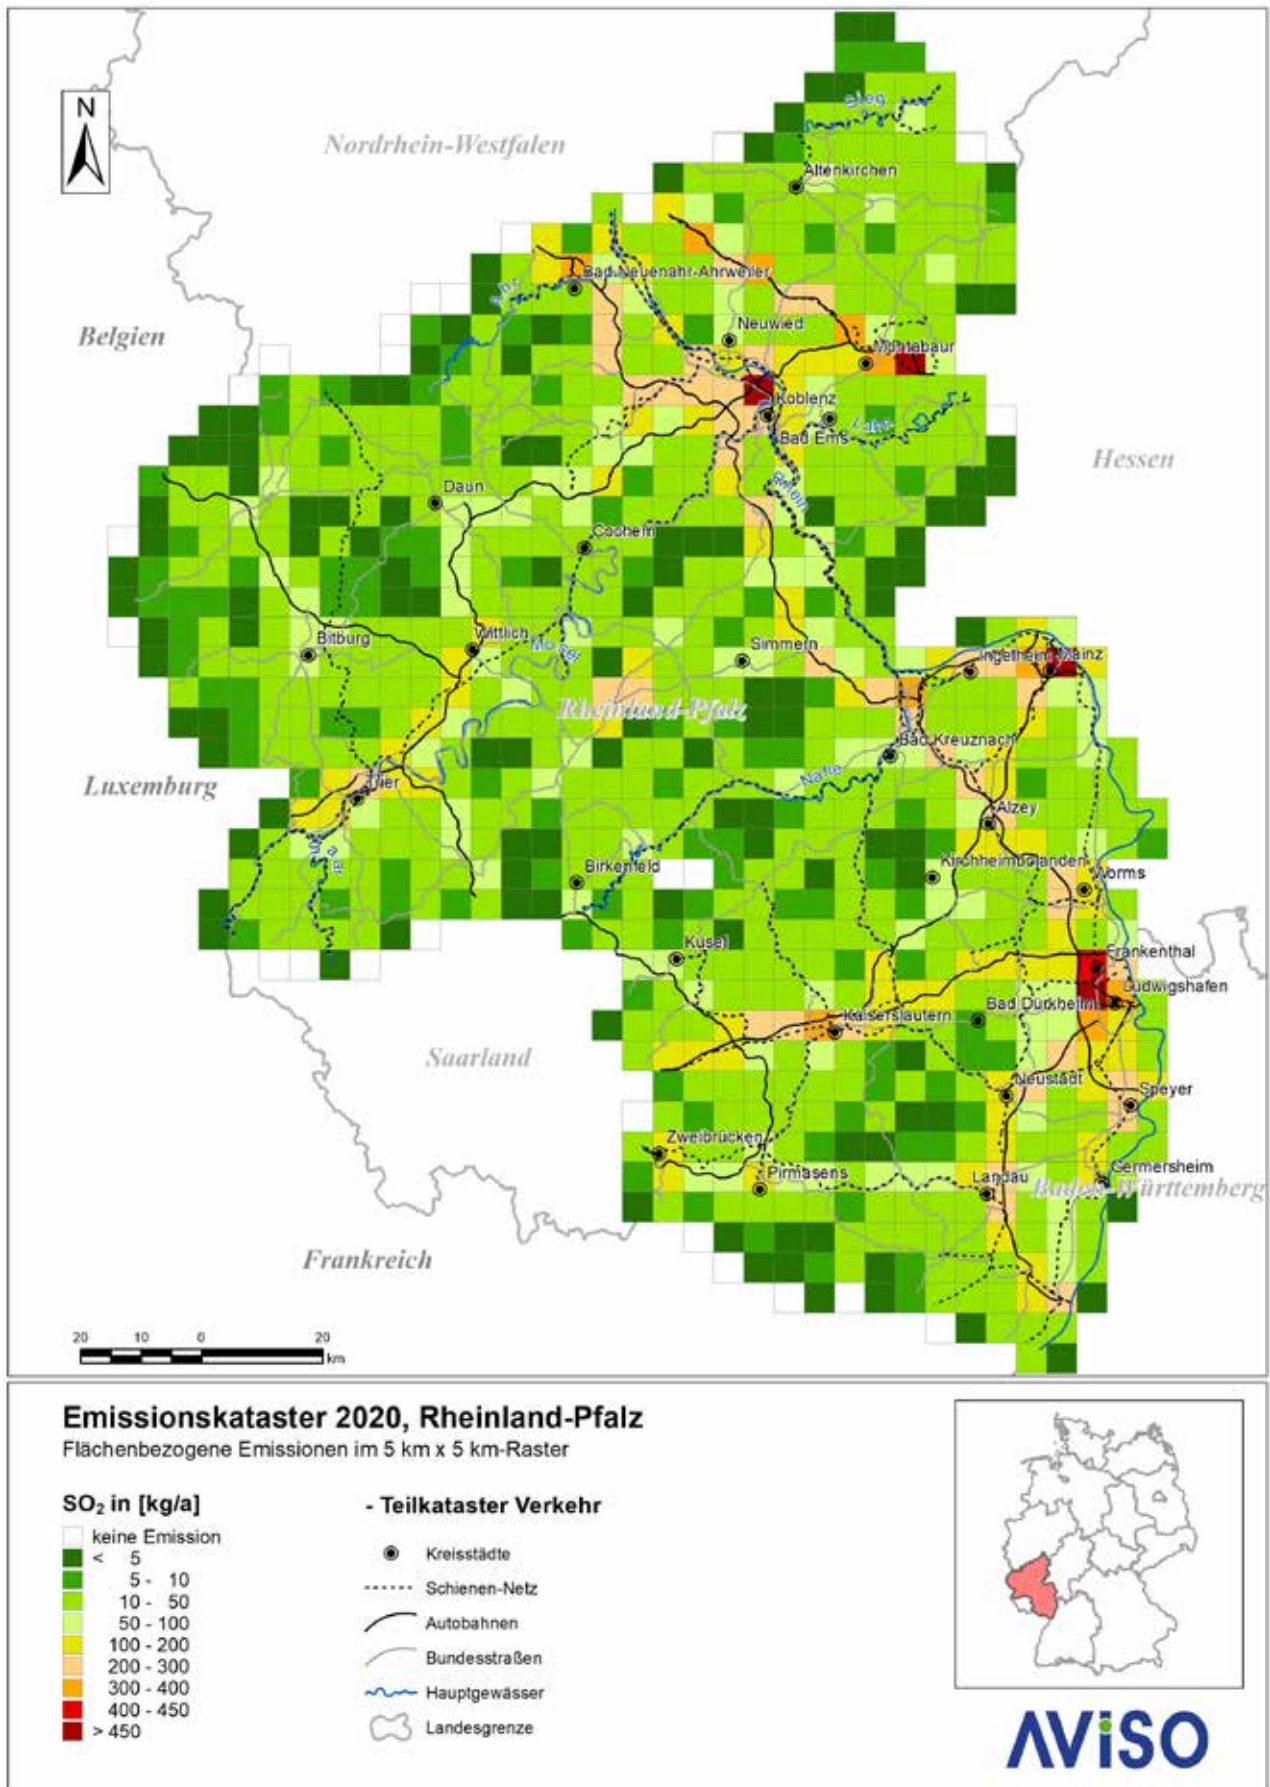 N
Nordrhein-Westfalen
Sieg
Altenkirchen
Bad Neuenahr-Ahrweiler
Ahr
Belgien
Neuwied
Montabaur
Koblenz
Lahn
Bad Ems
Hessen
Daun
Rhein
Cochem
Bitburg
Wittlich
Mosel
Simmern
Ingelheim
Mainz
Rheinland-Pfalz
Bad Kreuznach
Luxemburg
Trier
Nahe
Alzey
Saar
Birkenfeld
Kirchheimbolanden
Worms
Kusel
Frankenthal
Ludwigshafen
Bad Dürkheim
Kaiserslautern
Saarland
Neustadt
Speyer
Zweibrücken
Pirmasens
Landau
Germersheim
Baden-Württemberg
Frankreich
20 10 0 20
km
Emissionskataster 2020, Rheinland-Pfalz
Flächenbezogene Emissionen im 5 km x 5 km-Raster
SO₂ in [kg/a]
keine Emission
< 5
5 - 10
10 - 50
50 - 100
100 - 200
200 - 300
300 - 400
400 - 450
> 450
- Teilkataster Verkehr
Kreisstädte
Schienen-Netz
Autobahnen
Bundesstraßen
Hauptgewässer
Landesgrenze
AViSO